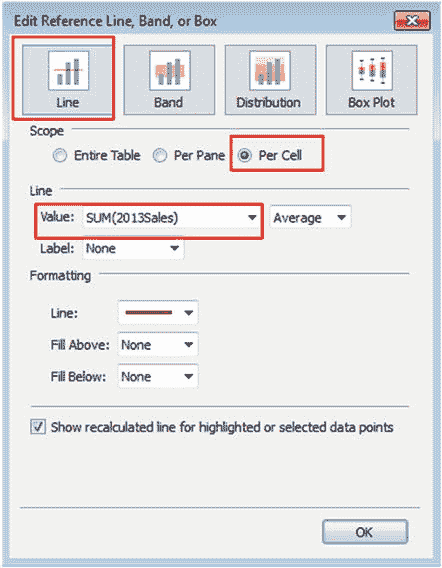 Edit Reference Line, Band, or Box
Line Band Distribution Box Plot
Scope
Entire Table Per Pane Per Cell
Line
Value: SUM(2013Sales) Average
Label: None
Formatting
Line:
Fill Above: None
Fill Below: None
Show recalculated line for highlighted or selected data points
OK